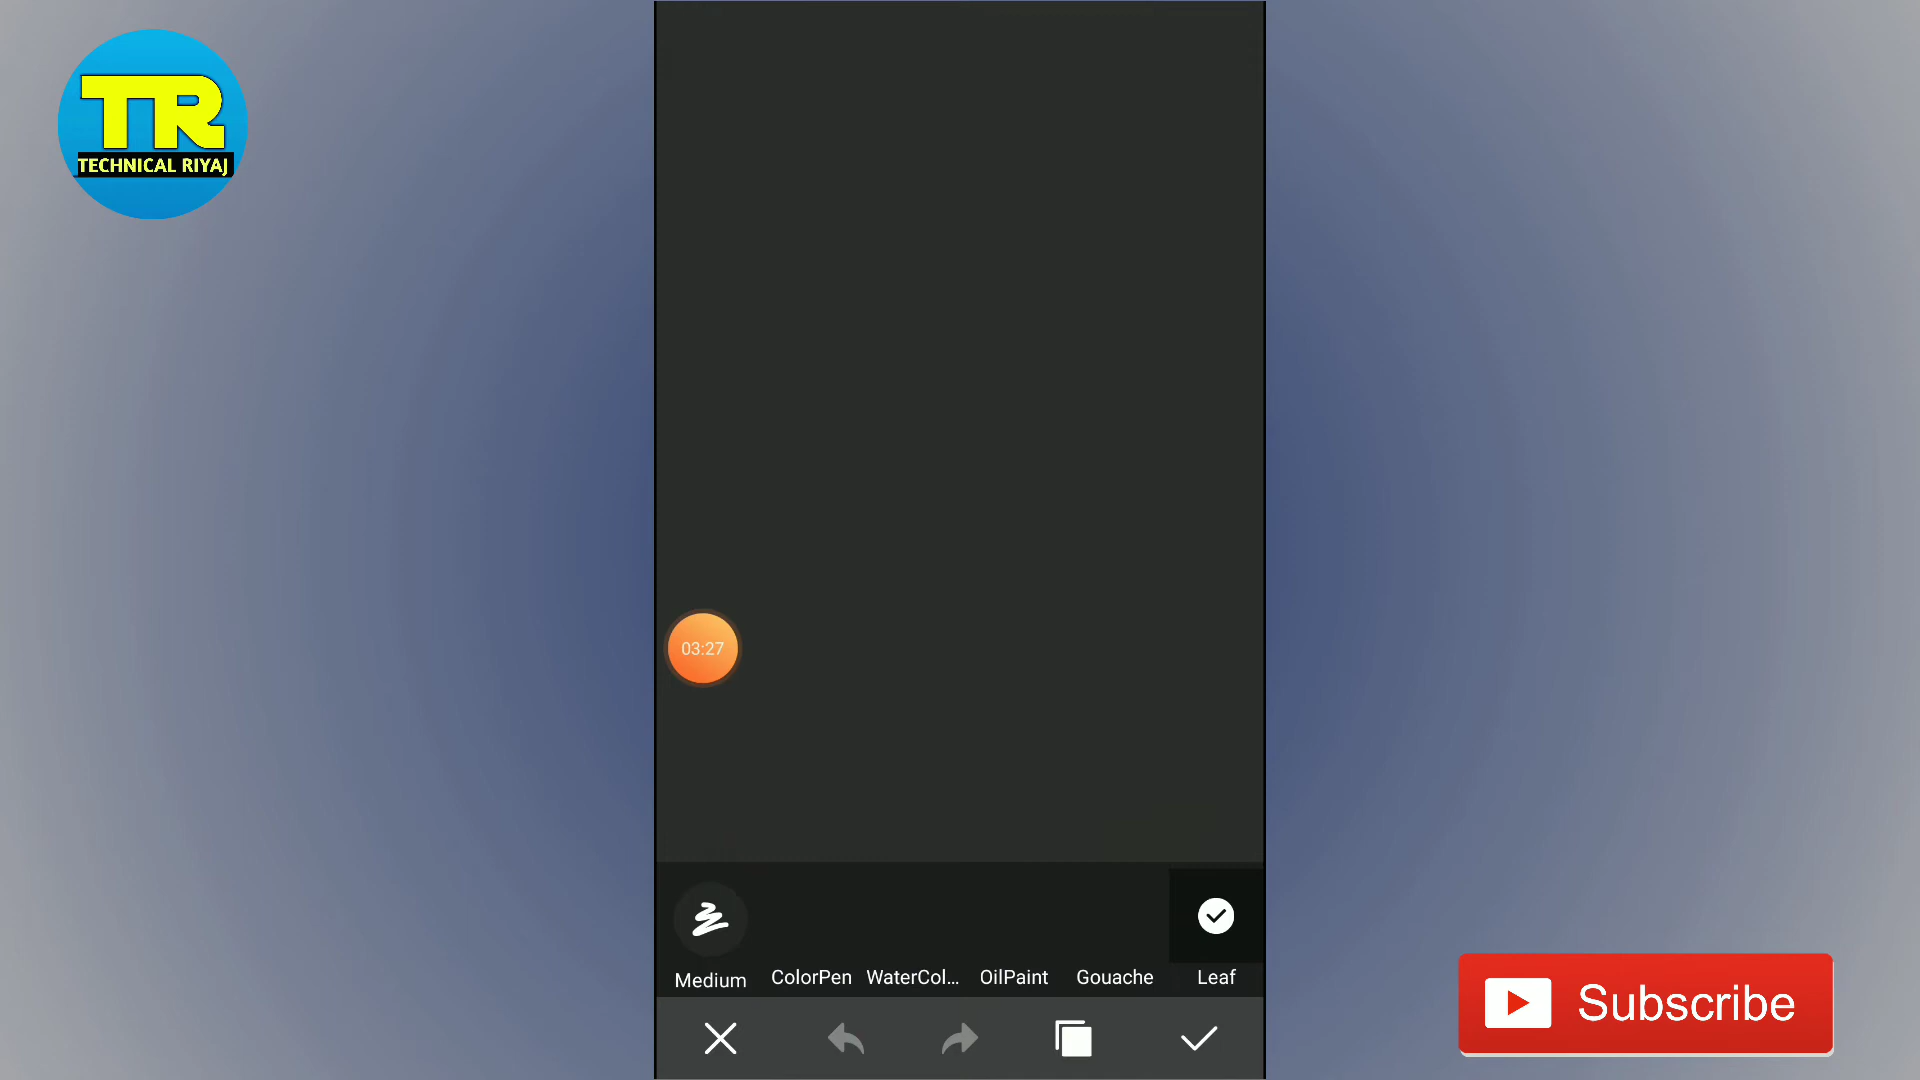 TR
TECHNICAL RIYAJ
03:27
Medium ColorPen WaterCol... OilPaint Gouache Leaf
Subscribe